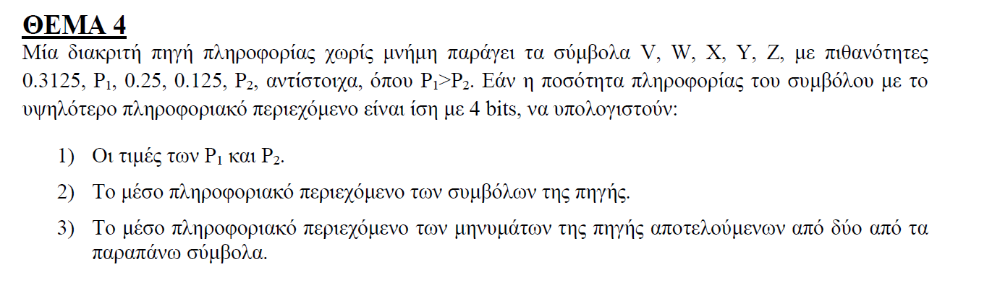 ΘΕΜΑ 4
Μία διακριτή πηγή πληροφορίας χωρίς μνήμη παράγει τα σύμβολα V, W, X, Y, Z, με πιθανότητες
0.3125, P₁, 0.25, 0.125, P₂, αντίστοιχα, όπου P₁>P₂. Εάν η ποσότητα πληροφορίας του συμβόλου με το
υψηλότερο πληροφοριακό περιεχόμενο είναι ίση με 4 bits, να υπολογιστούν:
1) Οι τιμές των P₁ και P₂.
2) Το μέσο πληροφοριακό περιεχόμενο των συμβόλων της πηγής.
3) Το μέσο πληροφοριακό περιεχόμενο των μηνυμάτων της πηγής αποτελούμενων από δύο από τα
παραπάνω σύμβολα.